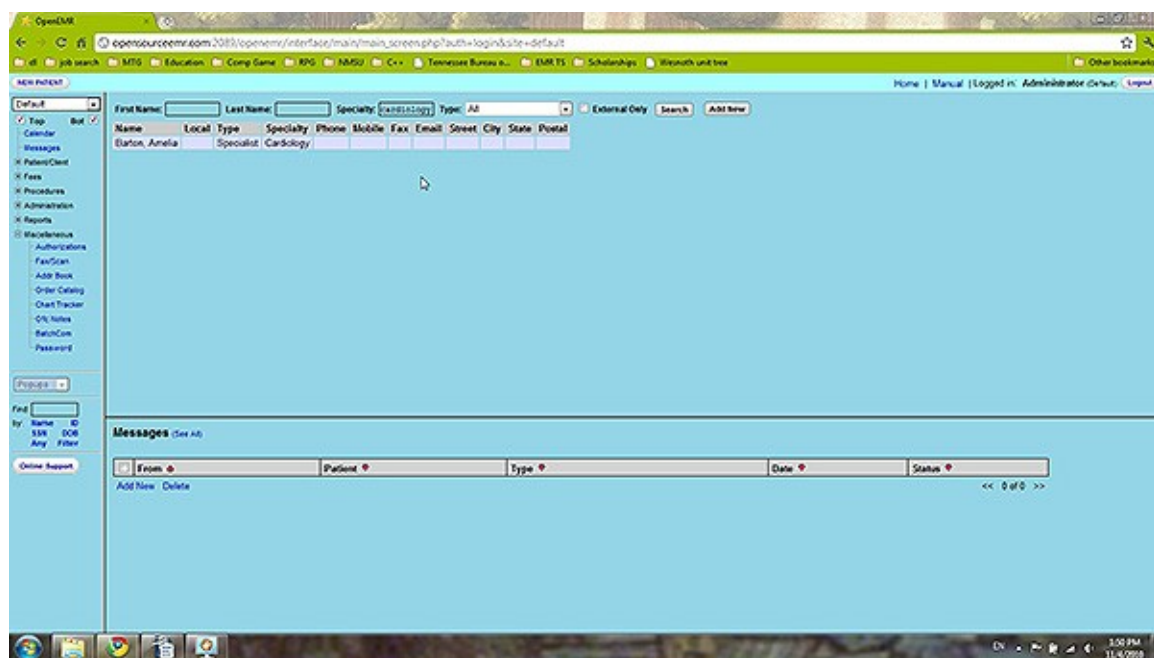 OpenEMR
opensourceemr.com:2089/openemr/interface/main/main_screen.php?auth=login&site=default
job search MTG Education Comp Game RPG NMSU C++ Tennessee Bureau o... EMR TS Scholarships Wesnoth unit tree Other bookmarks
NEW PATIENT Home | Manual | Logged in: Administrator (Default) Logout
Default
Top Bot
Calendar
Messages
Patient/Client
Fees
Procedures
Administration
Reports
Miscellaneous
Authorizations
Fax/Scan
Addr Book
Order Catalog
Chart Tracker
Ofc Notes
BatchCom
Password
Popups
Find
by: Name ID
SSN DOB
Any Filter
Online Support
First Name: Last Name: Specialty: cardiology Type: All External Only Search Add New
Name Local Type Specialty Phone Mobile Fax Email Street City State Postal
Barton, Amelia Specialist Cardiology
Messages (See All)
From Patient Type Date Status
Add New Delete << 0 of 0 >>
EN 3:50 PM